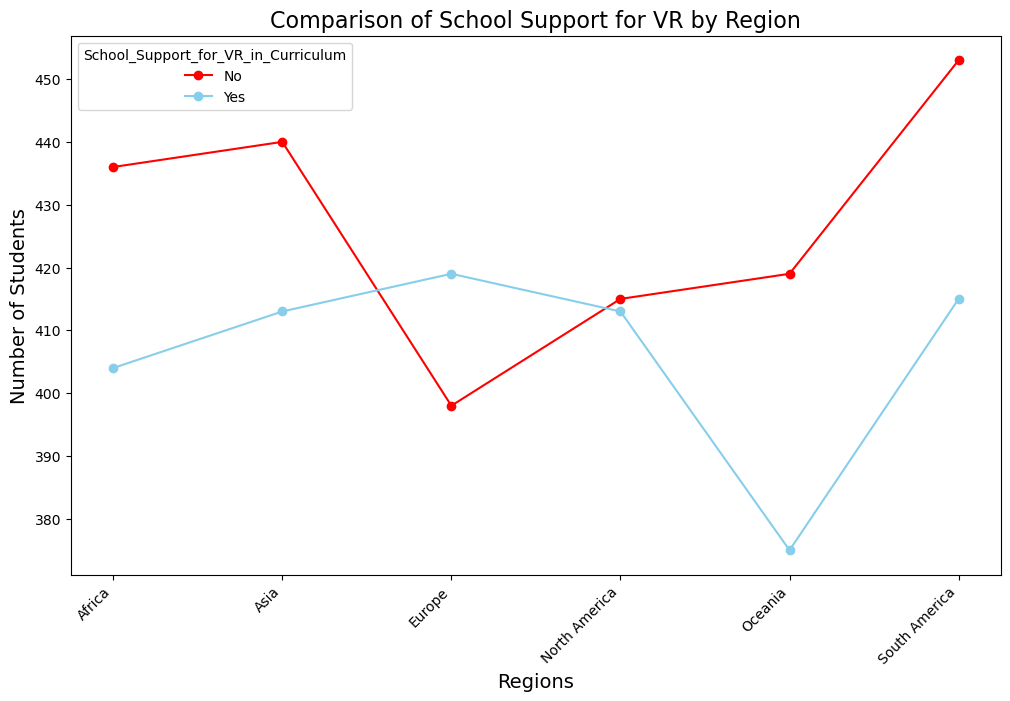 Comparison of School Support for VR by Region
School_Support_for_VR_in_Curriculum
No
Yes
Number of Students
450
440
430
420
410
400
390
380
Africa
Asia
Europe
North America
Oceania
South America
Regions